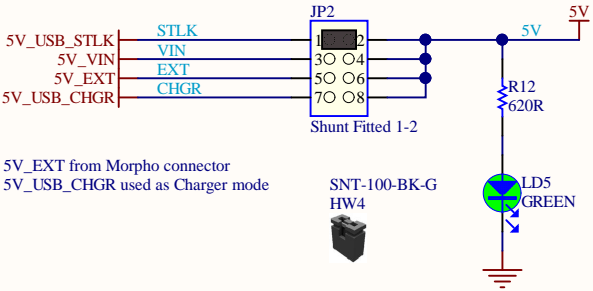 JP2
5V
5V_USB_STLK STLK 1 2 5V
5V_VIN VIN 3 4
5V_EXT EXT 5 6
5V_USB_CHGR CHGR 7 8
R12
620R
Shunt Fitted 1-2
5V_EXT from Morpho connector
5V_USB_CHGR used as Charger mode
SNT-100-BK-G
HW4
LD5
GREEN